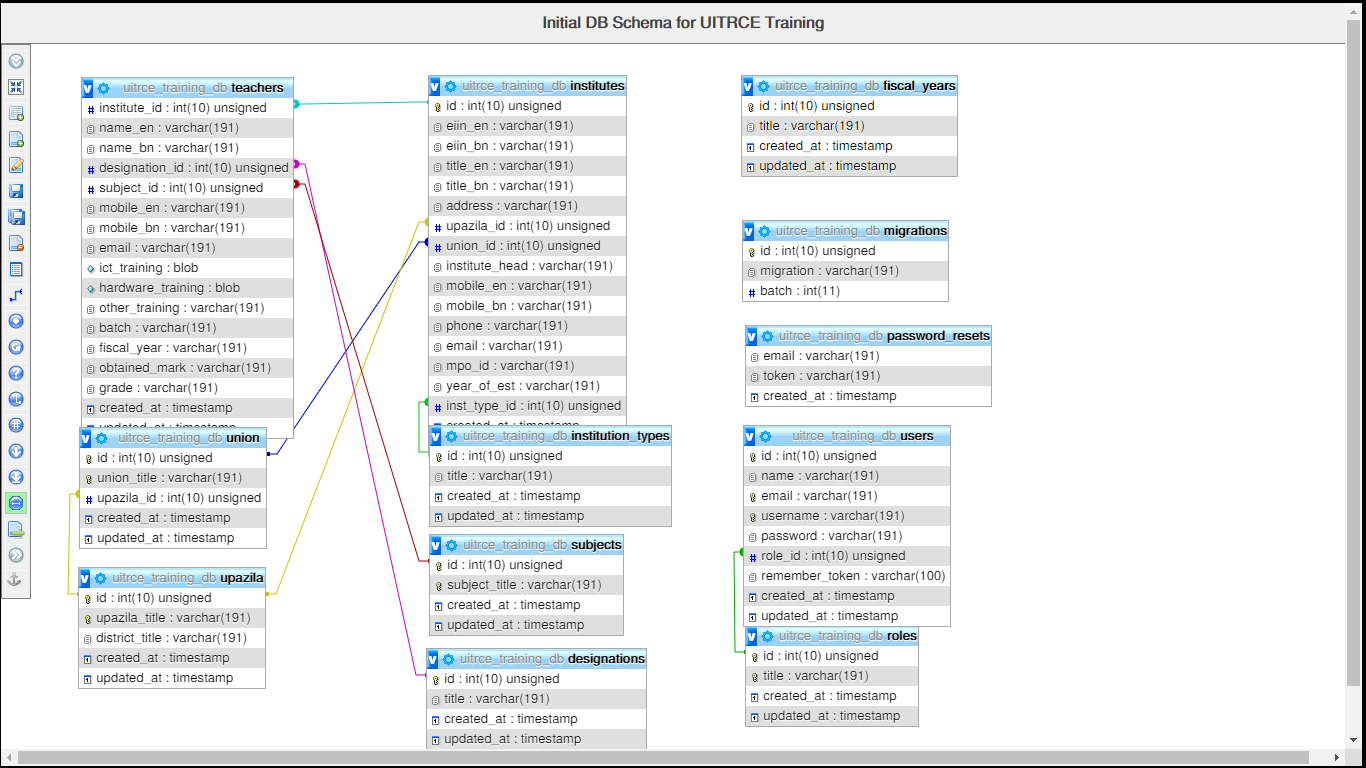 Initial DB Schema for UITRCE Training
uitrce_training_db teachers
institute_id : int(10) unsigned
name_en : varchar(191)
name_bn : varchar(191)
designation_id : int(10) unsigned
subject_id : int(10) unsigned
mobile_en : varchar(191)
mobile_bn : varchar(191)
email : varchar(191)
ict_training : blob
hardware_training : blob
other_training : varchar(191)
batch : varchar(191)
fiscal_year : varchar(191)
obtained_mark : varchar(191)
grade : varchar(191)
created_at : timestamp
updated_at : timestamp
uitrce_training_db union
id : int(10) unsigned
union_title : varchar(191)
upazila_id : int(10) unsigned
created_at : timestamp
updated_at : timestamp
uitrce_training_db upazila
id : int(10) unsigned
upazila_title : varchar(191)
district_title : varchar(191)
created_at : timestamp
updated_at : timestamp
uitrce_training_db institutes
id : int(10) unsigned
eiin_en : varchar(191)
eiin_bn : varchar(191)
title_en : varchar(191)
title_bn : varchar(191)
address : varchar(191)
upazila_id : int(10) unsigned
union_id : int(10) unsigned
institute_head : varchar(191)
mobile_en : varchar(191)
mobile_bn : varchar(191)
phone : varchar(191)
email : varchar(191)
mpo_id : varchar(191)
year_of_est : varchar(191)
inst_type_id : int(10) unsigned
created_at : timestamp
uitrce_training_db institution_types
id : int(10) unsigned
title : varchar(191)
created_at : timestamp
updated_at : timestamp
uitrce_training_db subjects
id : int(10) unsigned
subject_title : varchar(191)
created_at : timestamp
updated_at : timestamp
uitrce_training_db designations
id : int(10) unsigned
title : varchar(191)
created_at : timestamp
updated_at : timestamp
uitrce_training_db fiscal_years
id : int(10) unsigned
title : varchar(191)
created_at : timestamp
updated_at : timestamp
uitrce_training_db migrations
id : int(10) unsigned
migration : varchar(191)
batch : int(11)
uitrce_training_db password_resets
email : varchar(191)
token : varchar(191)
created_at : timestamp
uitrce_training_db users
id : int(10) unsigned
name : varchar(191)
email : varchar(191)
username : varchar(191)
password : varchar(191)
role_id : int(10) unsigned
remember_token : varchar(100)
created_at : timestamp
updated_at : timestamp
uitrce_training_db roles
id : int(10) unsigned
title : varchar(191)
created_at : timestamp
updated_at : timestamp